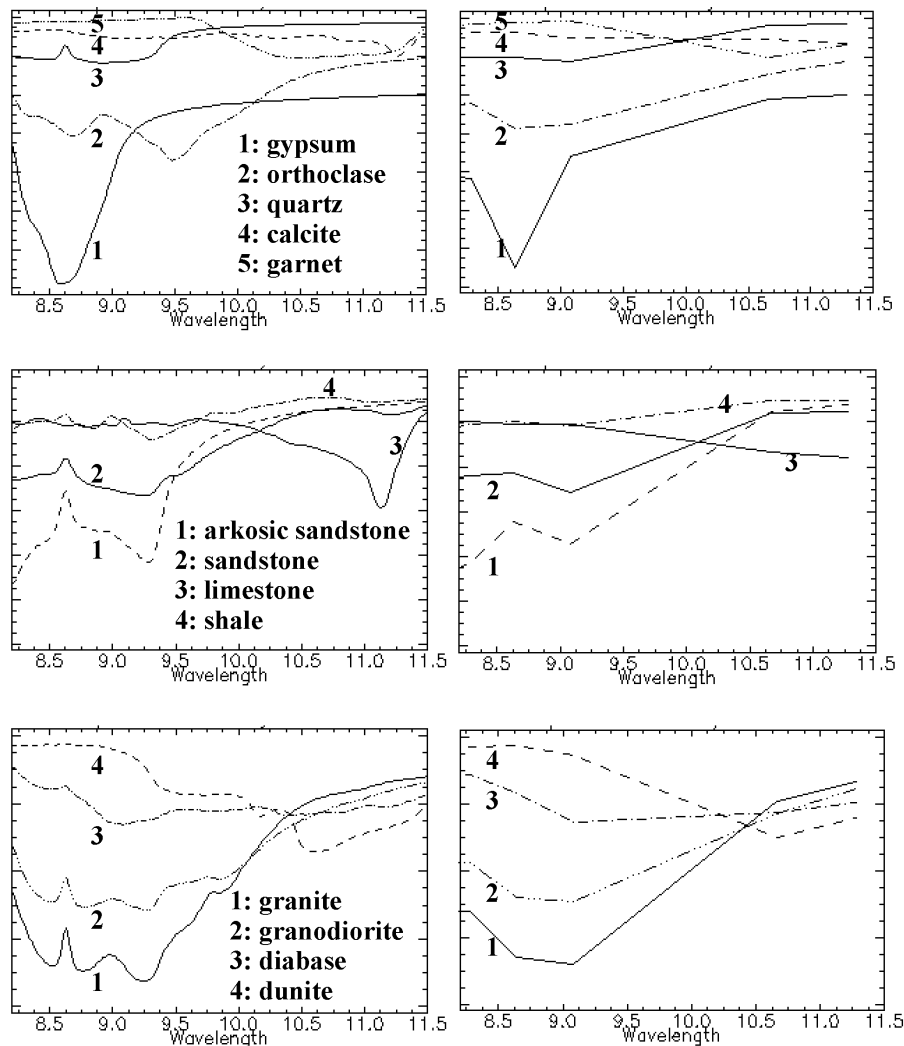 5
4
3
2
1
1: gypsum
2: orthoclase
3: quartz
4: calcite
5: garnet
8.5 9.0 9.5 10.0 10.5 11.0 11.5
Wavelength
5
4
3
2
1
8.5 9.0 9.5 10.0 10.5 11.0 11.5
Wavelength
4
3
2
1
1: arkosic sandstone
2: sandstone
3: limestone
4: shale
8.5 9.0 9.5 10.0 10.5 11.0 11.5
Wavelength
4
3
2
1
8.5 9.0 9.5 10.0 10.5 11.0 11.5
Wavelength
4
3
2
1
1: granite
2: granodiorite
3: diabase
4: dunite
8.5 9.0 9.5 10.0 10.5 11.0 11.5
Wavelength
4
3
2
1
8.5 9.0 9.5 10.0 10.5 11.0 11.5
Wavelength